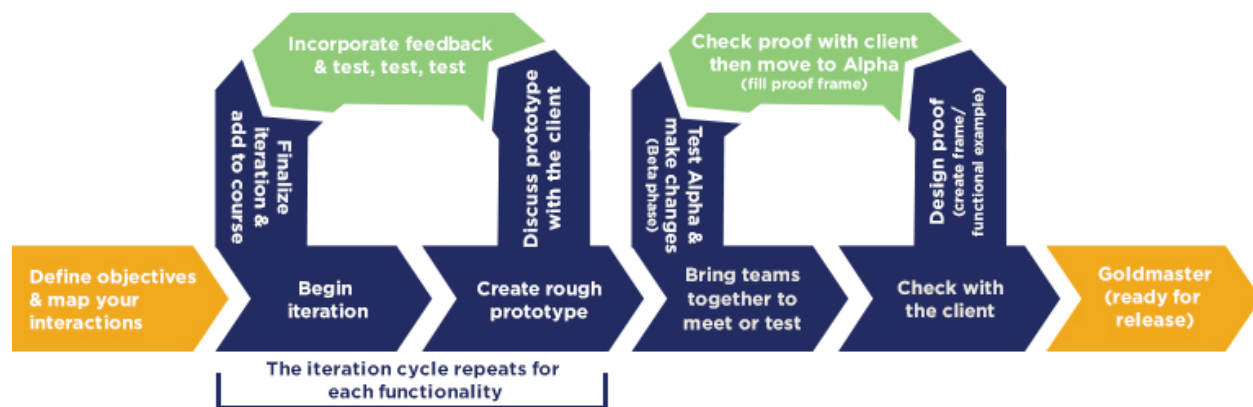 Incorporate feedback
& test, test, test
Check proof with client
then move to Alpha
(fill proof frame)
Finalize
iteration &
add to course
Discuss prototype
with the client
Test Alpha &
make changes
(Beta phase)
Design proof
(create frame/
functional example)
Define objectives
& map your
interactions
Begin
iteration
Create rough
prototype
Bring teams
together to
meet or test
Check with
the client
Goldmaster
(ready for
release)
The iteration cycle repeats for
each functionality